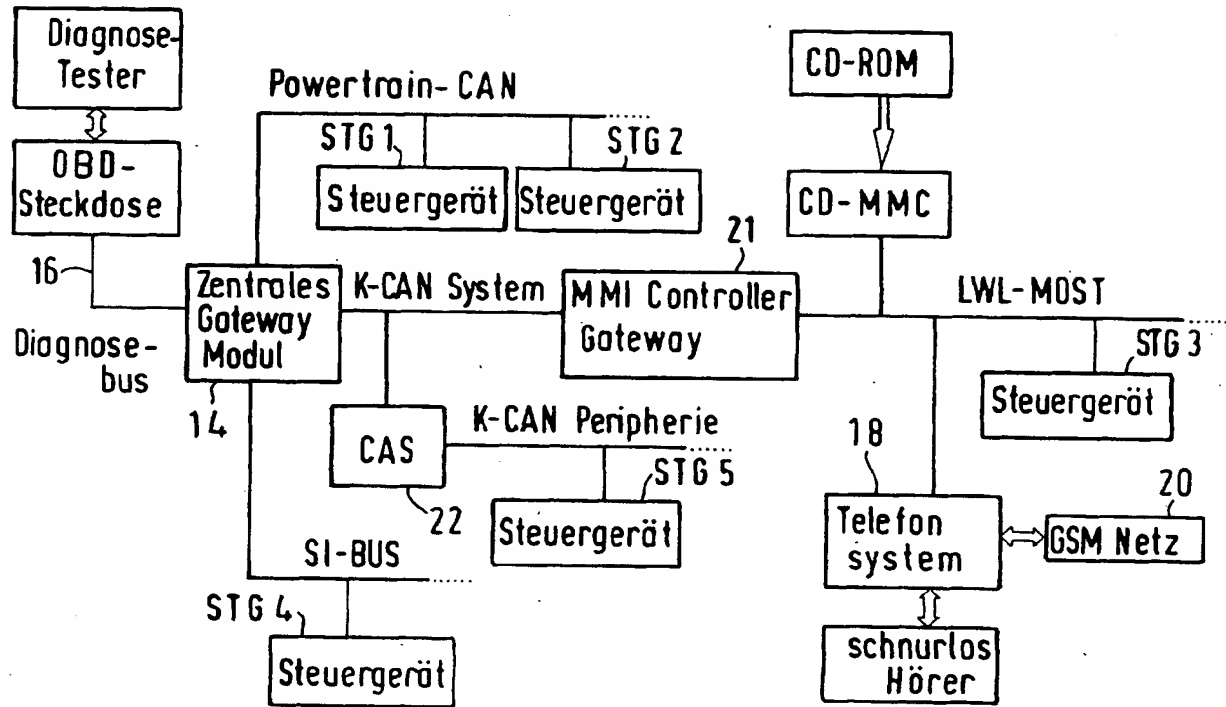 Diagnose-
Tester
OBD-
Steckdose
16
Diagnose-
bus
Powertrain-CAN
STG 1
Steuergerät
STG 2
Steuergerät
CD-ROM
CD-MMC
Zentrales
Gateway
Modul
14
K-CAN System
21
MMI Controller
Gateway
LWL-MOST
STG 3
Steuergerät
CAS
22
K-CAN Peripherie
STG 5
Steuergerät
SI-BUS
STG 4
Steuergerät
18
Telefon
system
20
GSM Netz
schnurlos
Hörer